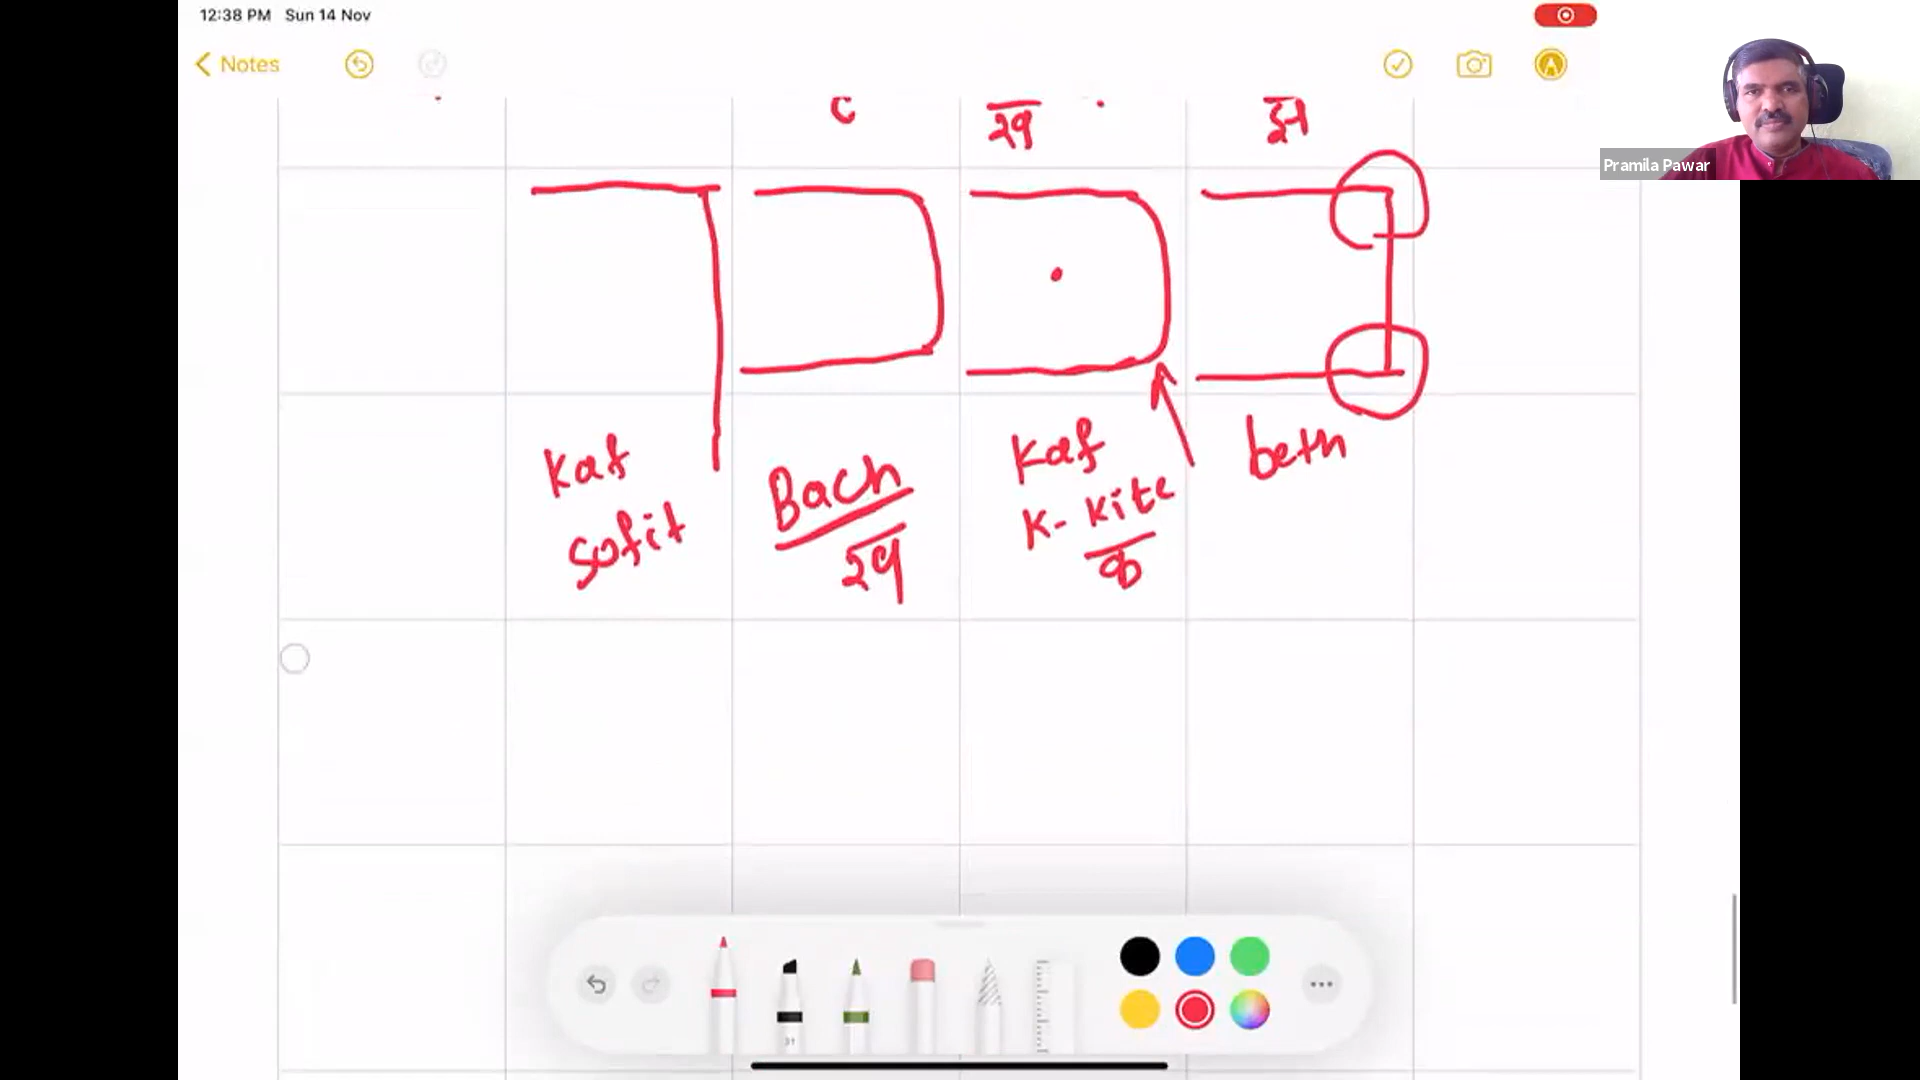 12:38 PM Sun 14 Nov
Notes
Pramila Pawar
ख
Kaf
sofit
Bach
ख
Kaf
K- Kite
क
beth